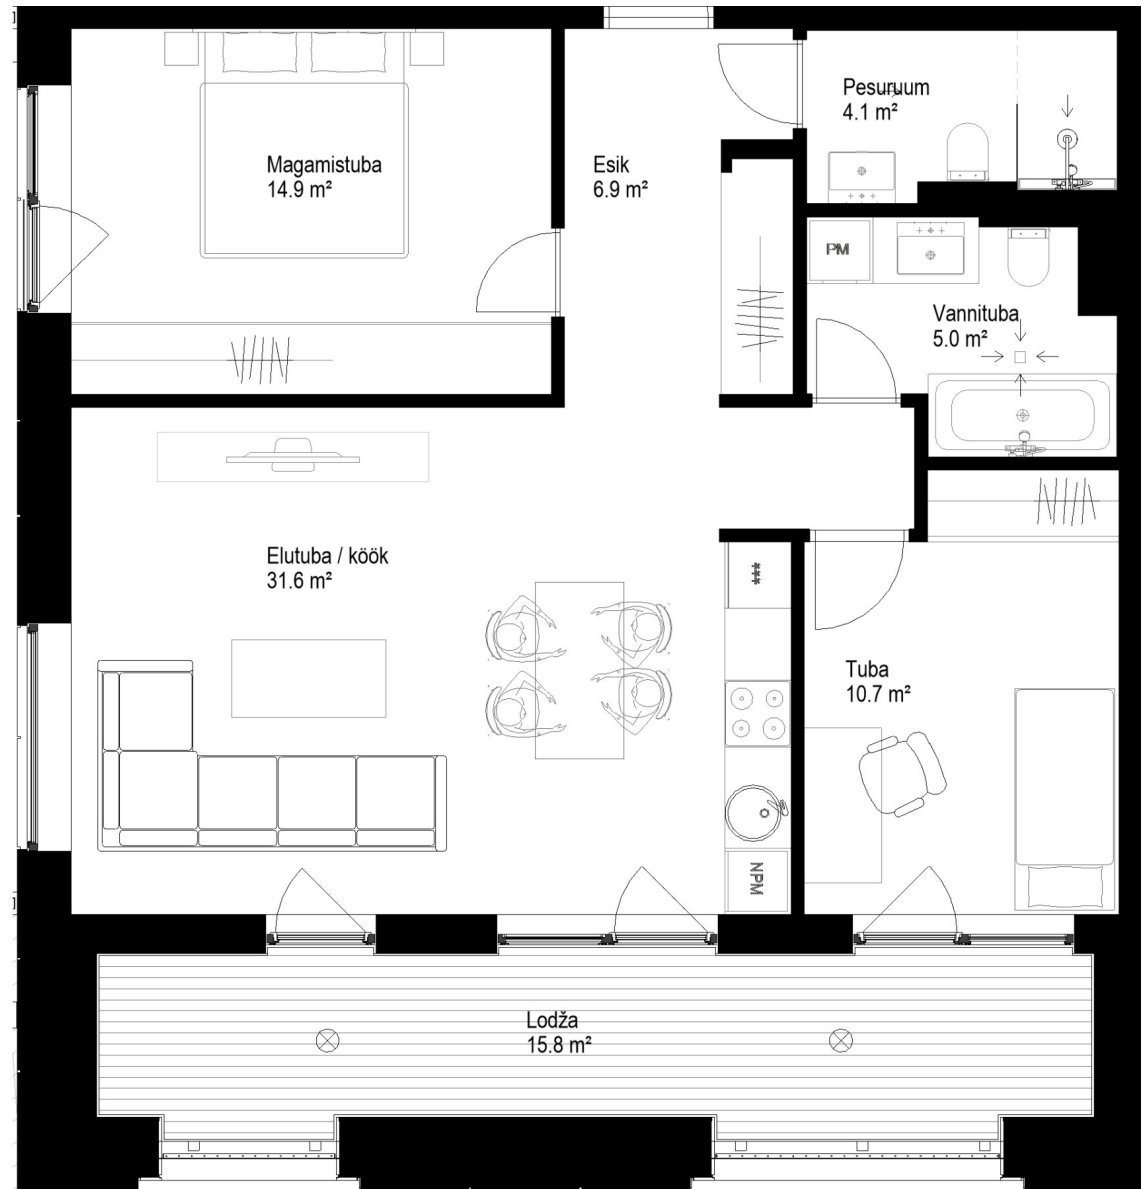 Pesuruum
4.1 m²
Magamistuba
14.9 m²
Esik
6.9 m²
PM
Vannituba
5.0 m²
Elutuba / köök
31.6 m²
***
Tuba
10.7 m²
NPM
Lodža
15.8 m²